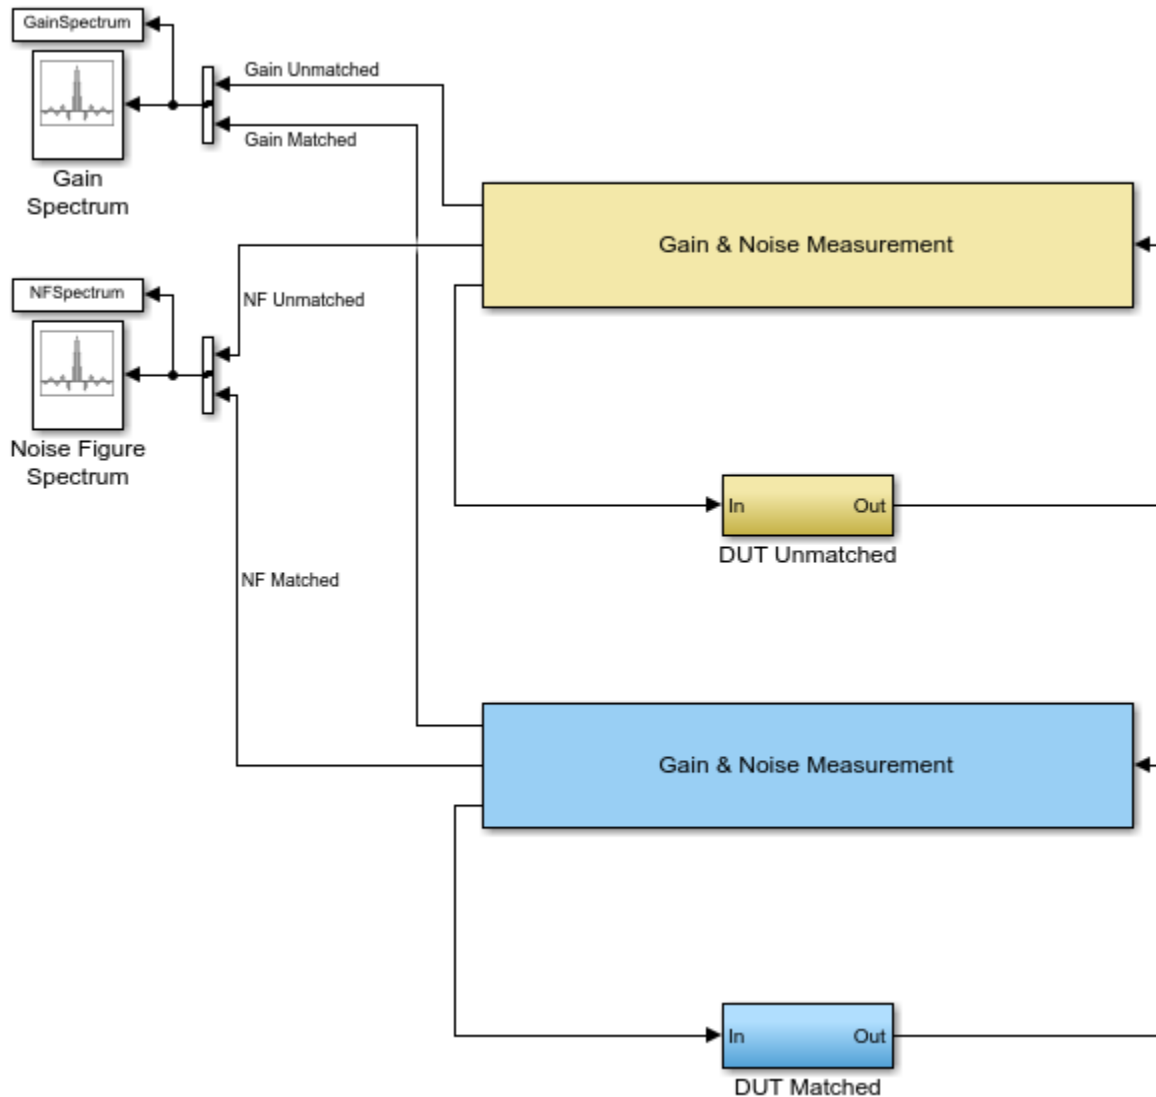 GainSpectrum
Gain Unmatched
Gain Matched
Gain
Spectrum
Gain & Noise Measurement
NFSpectrum
NF Unmatched
Noise Figure
Spectrum
In Out
DUT Unmatched
NF Matched
Gain & Noise Measurement
In Out
DUT Matched